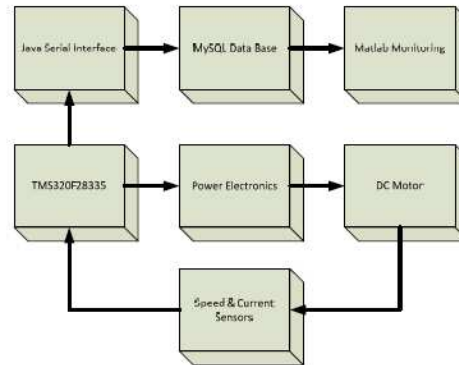 Java Serial Interface
MySQL Data Base
Matlab Monitoring
TMS320F28335
Power Electronics
DC Motor
Speed & Current
Sensors